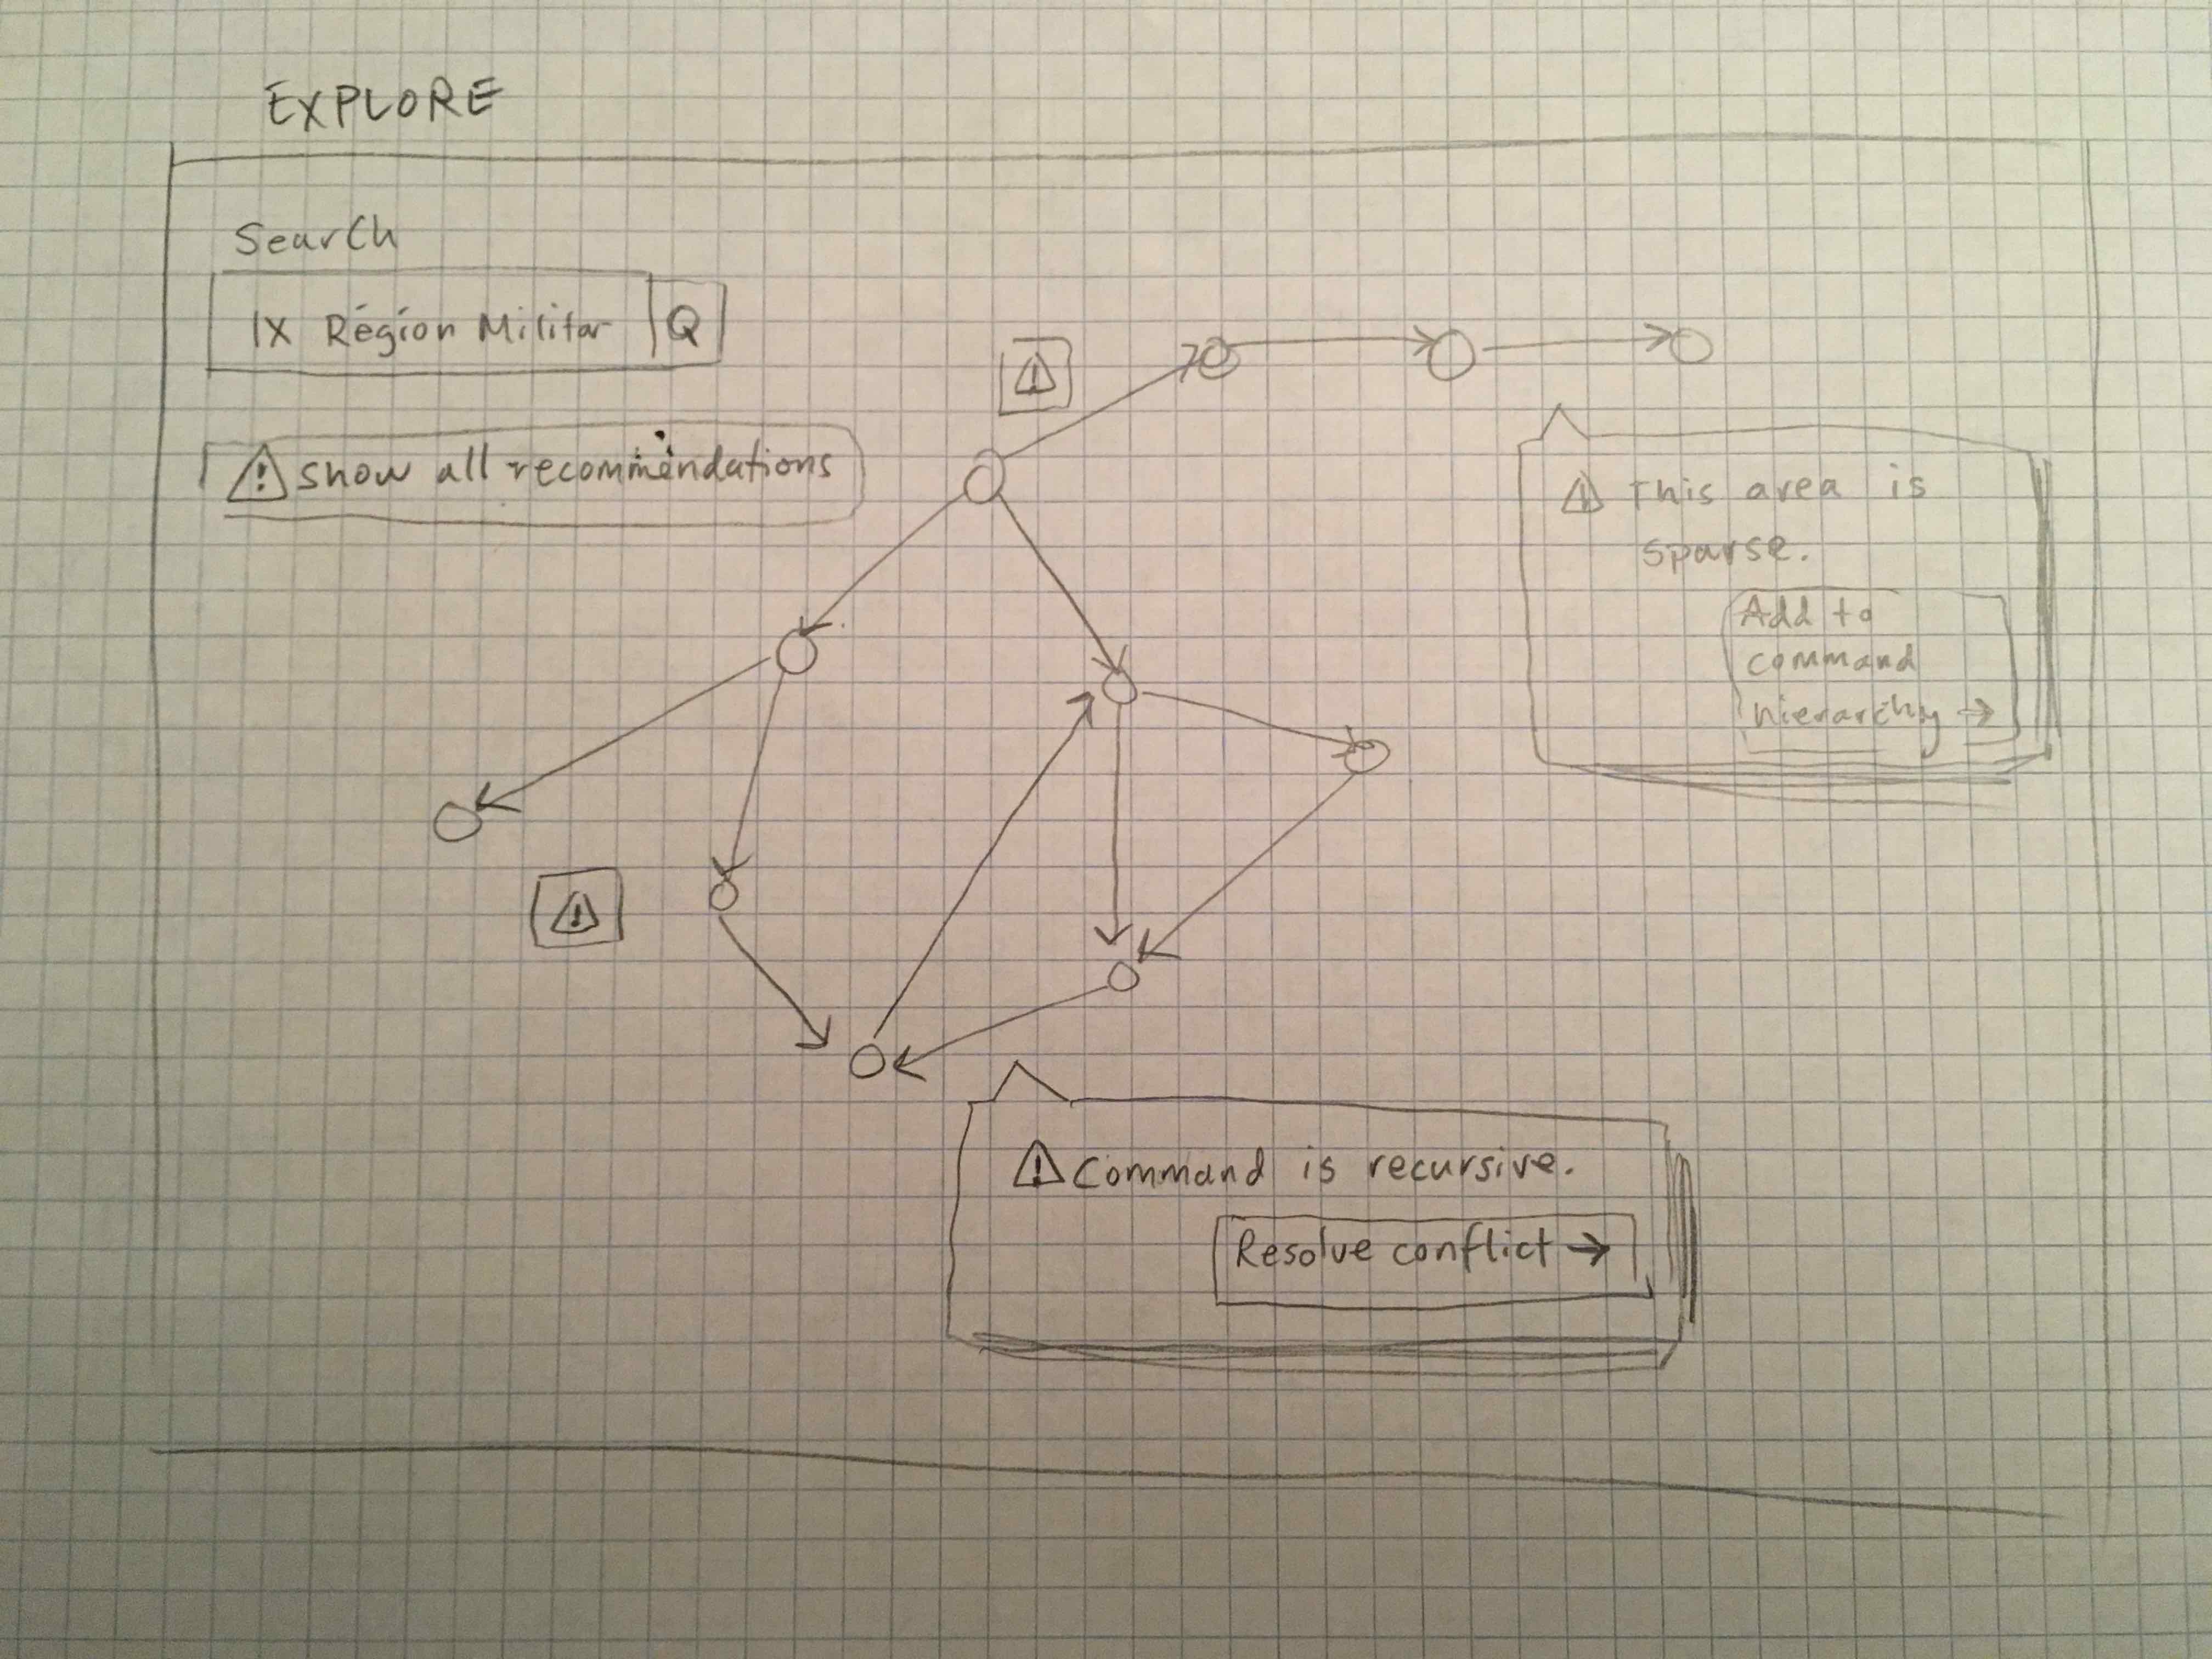 EXPLORE
Search
IX Région Militar
Show all recommendations
This area is
sparse.
Add to
command
hierarchy →
Command is recursive.
Resolve conflict →